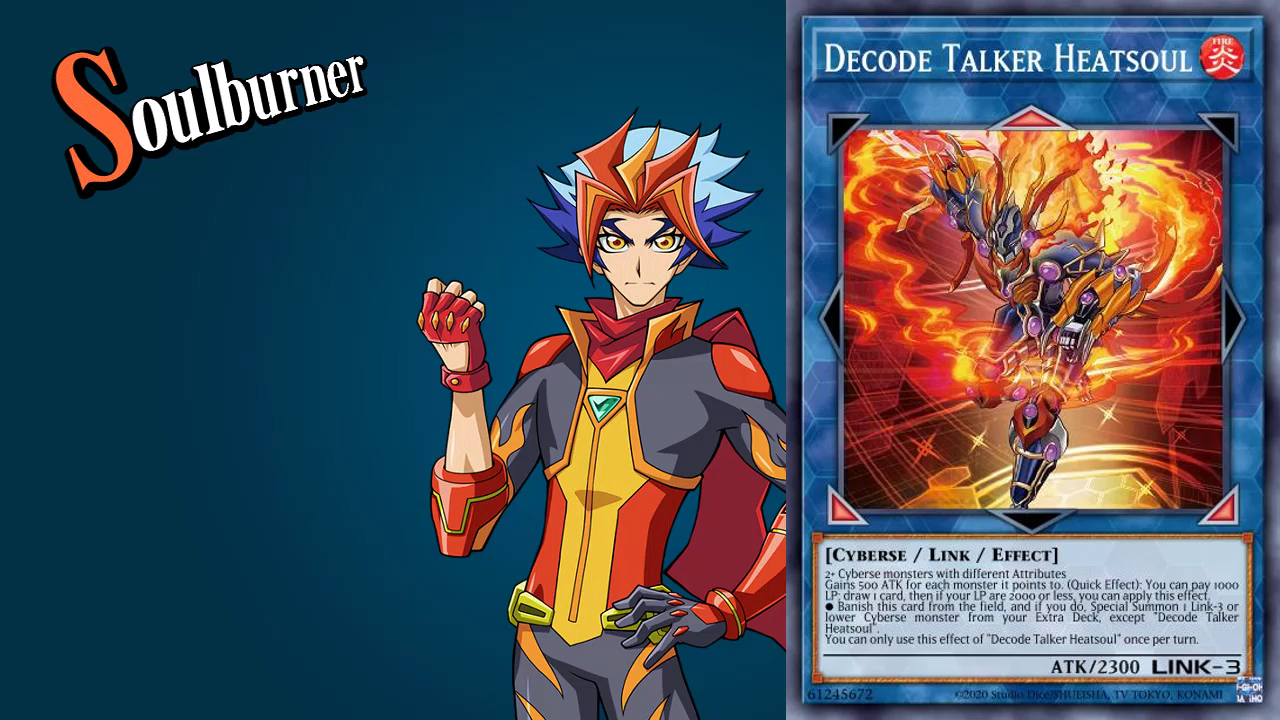 Soulburner
DECODE TALKER HEATSOUL
FIRE
炎
[CYBERSE / LINK / EFFECT]
2+ Cyberse monsters with different Attributes
Gains 500 ATK for each monster it points to. (Quick Effect): You can pay 1000
LP; draw 1 card, then if your LP are 2000 or less, you can apply this effect.
● Banish this card from the field, and if you do, Special Summon 1 Link-3 or
lower Cyberse monster from your Extra Deck, except "Decode Talker
Heatsoul".
You can only use this effect of "Decode Talker Heatsoul" once per turn.
ATK/2300 LINK-3
61245672
©2020 Studio Dice/SHUEISHA, TV TOKYO, KONAMI